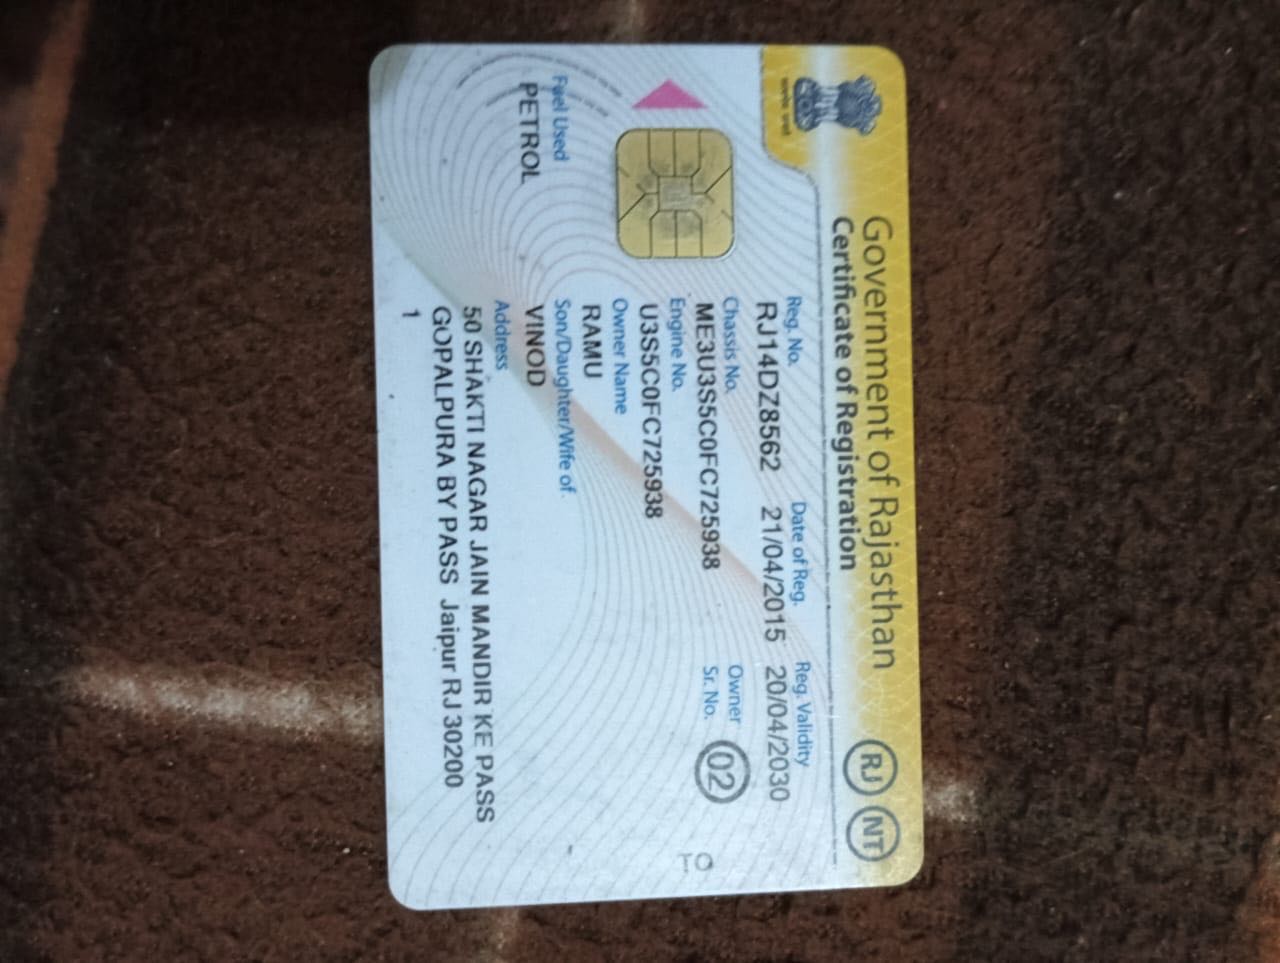 Government of Rajasthan
Certificate of Registration
RJ NT
Reg. No. Date of Reg. Reg. Validity
RJ14DZ8562 21/04/2015 20/04/2030
Chassis No. Owner
ME3U3S5C0FC725938 Sr. No. 02
Engine No.
U3S5C0FC725938 TO
Owner Name
RAMU
Fuel Used Son/Daughter/Wife of
PETROL VINOD
Address
50 SHAKTI NAGAR JAIN MANDIR KE PASS
GOPALPURA BY PASS Jaipur RJ 30200
1